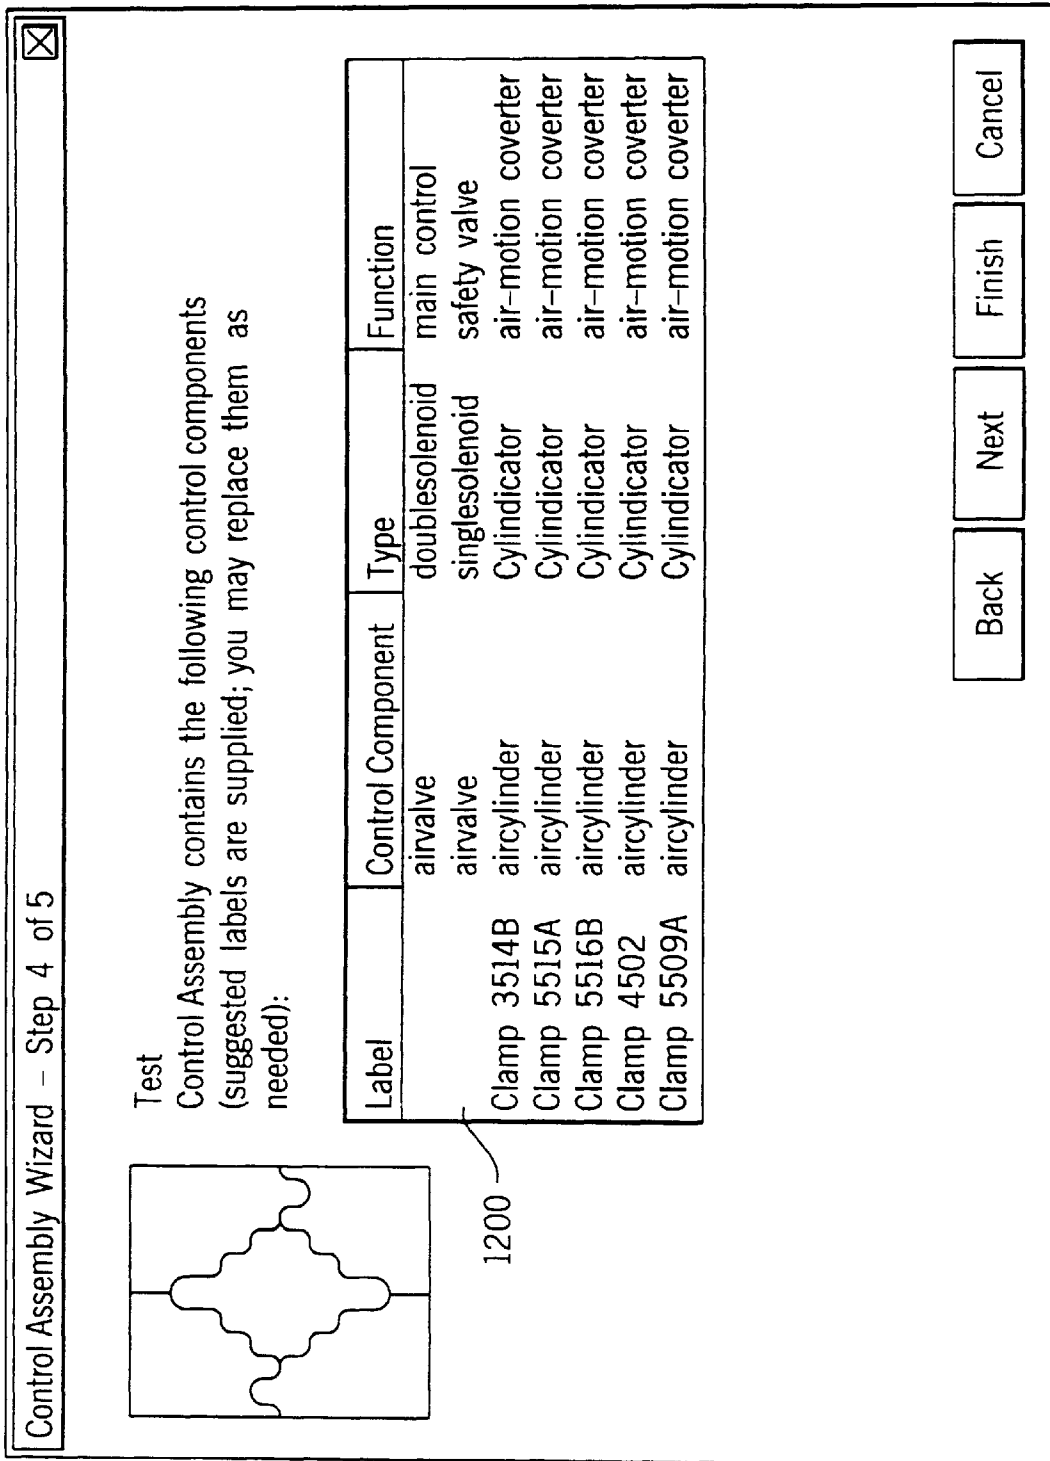 Control Assembly Wizard – Step 4 of 5
Test
Control Assembly contains the following control components
(suggested labels are supplied; you may replace them as
needed):
Label Control Component Type Function
airvalve doublesolenoid main control
airvalve singlesolenoid safety valve
Clamp 3514B aircylinder Cylindicator air–motion coverter
Clamp 5515A aircylinder Cylindicator air–motion coverter
Clamp 5516B aircylinder Cylindicator air–motion coverter
Clamp 4502 aircylinder Cylindicator air–motion coverter
Clamp 5509A aircylinder Cylindicator air–motion coverter
1200
Back Next Finish Cancel